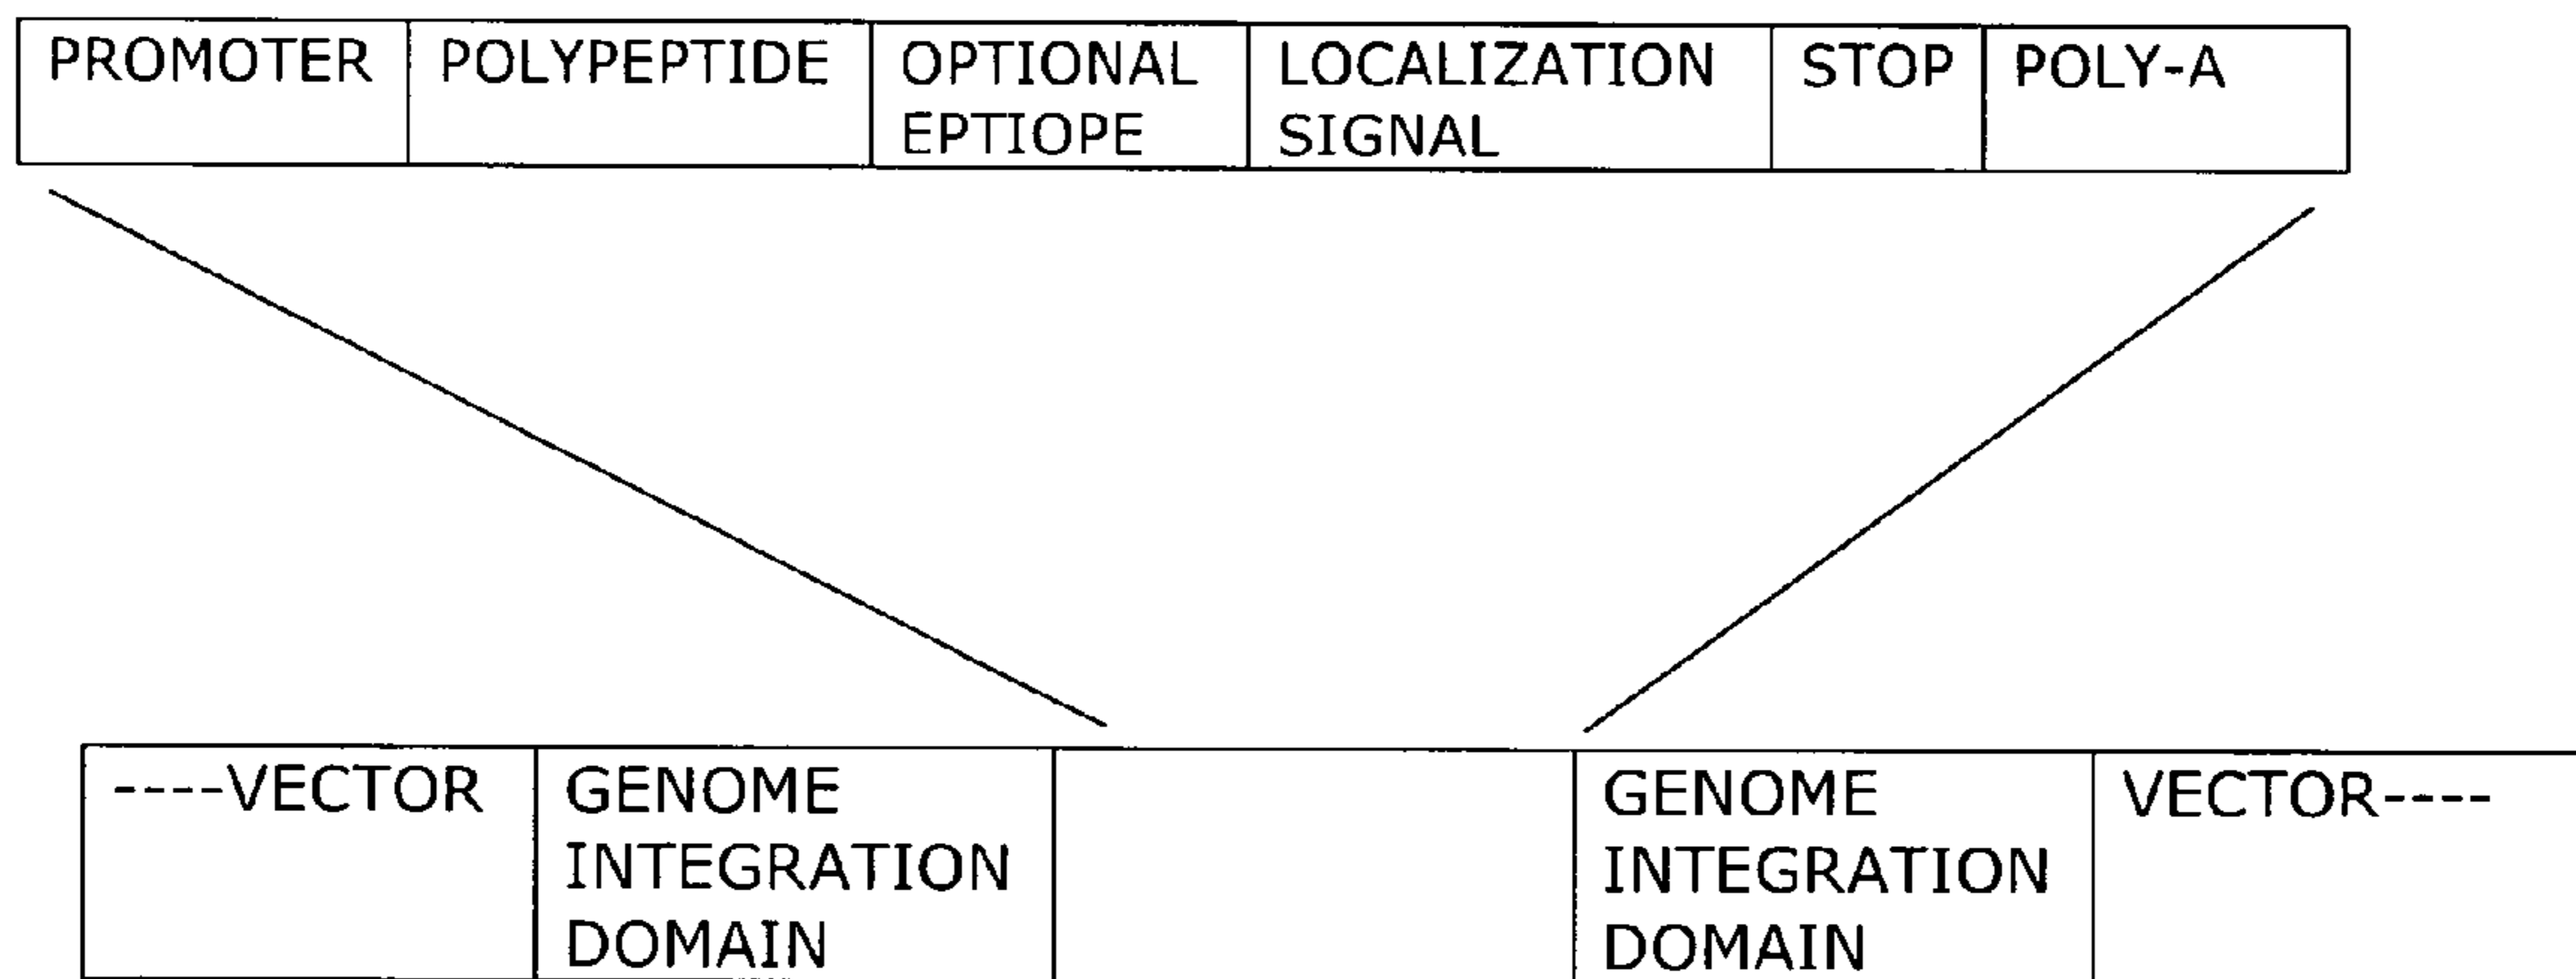 PROMOTER POLYPEPTIDE OPTIONAL LOCALIZATION STOP POLY-A
EPTIOPE SIGNAL
----VECTOR GENOME GENOME VECTOR----
INTEGRATION INTEGRATION
DOMAIN DOMAIN